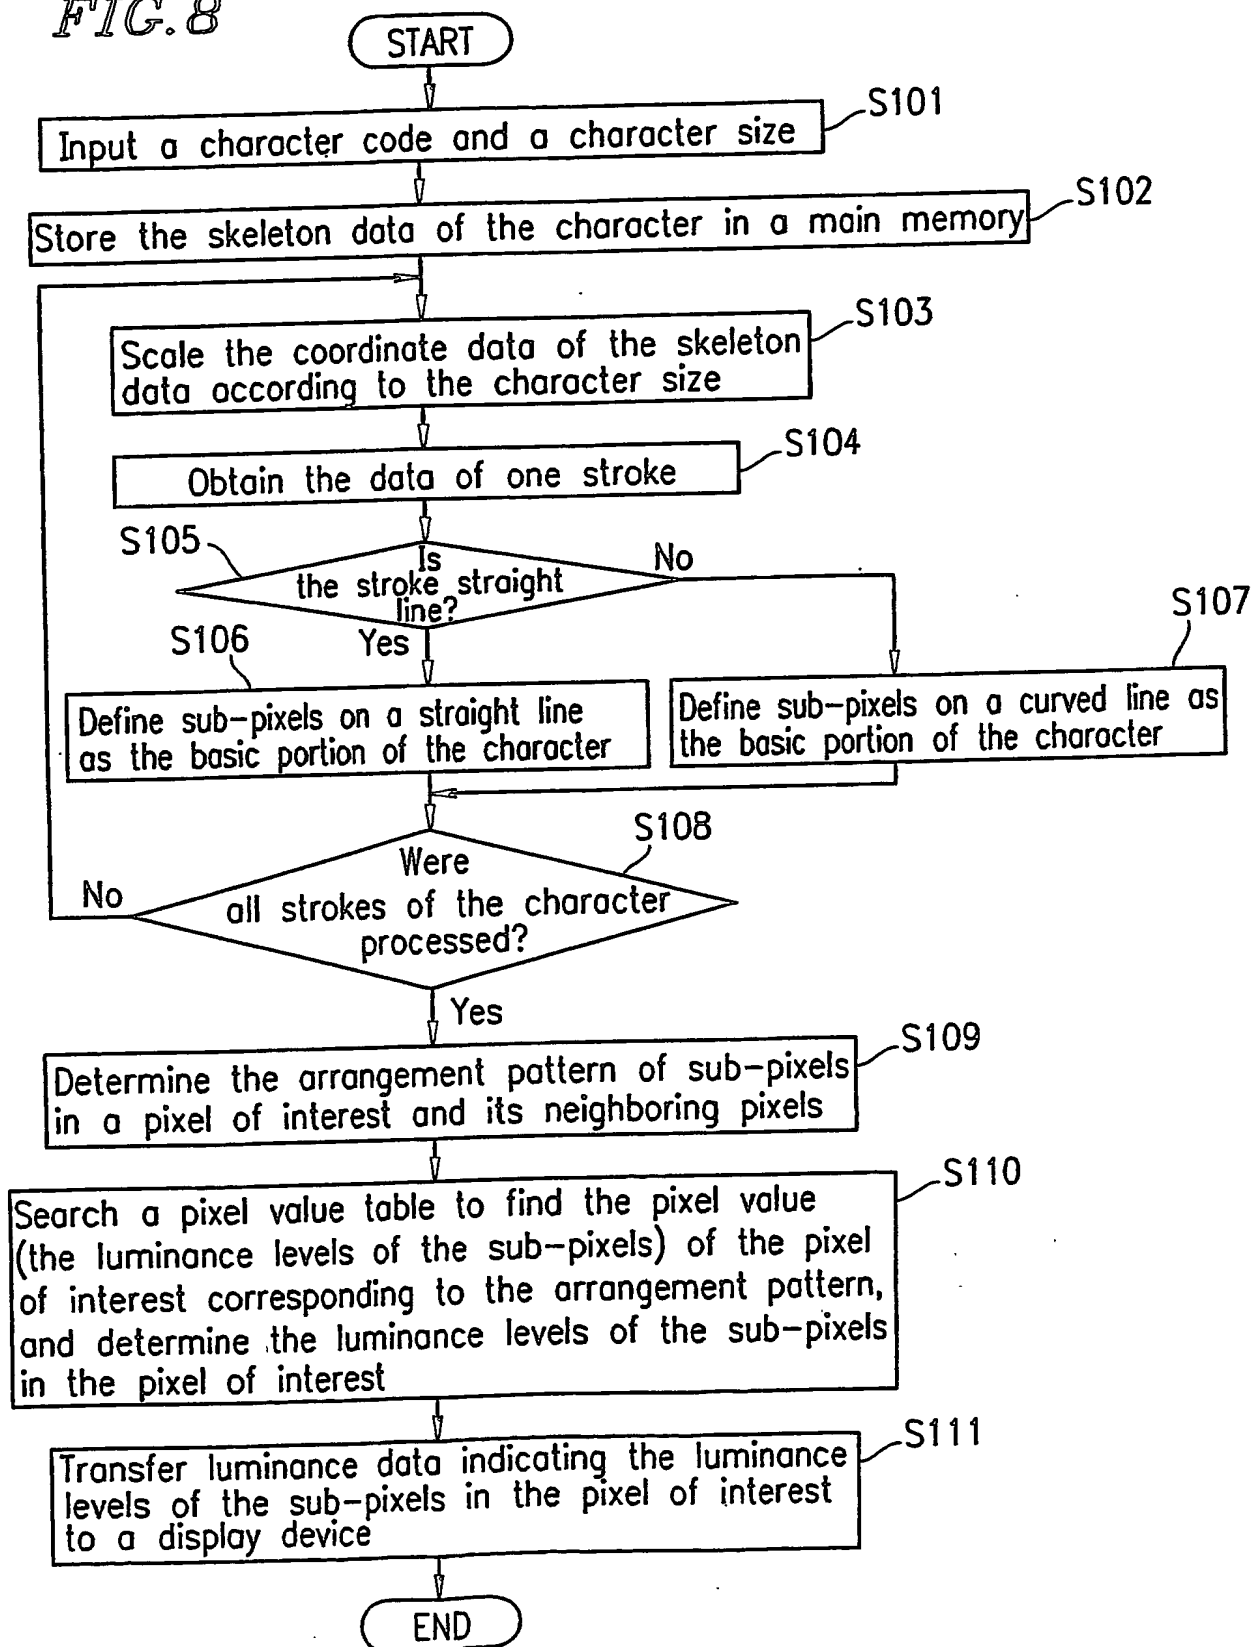 FIG. 8
START
S101
Input a character code and a character size
S102
Store the skeleton data of the character in a main memory
S103
Scale the coordinate data of the skeleton
data according to the character size
S104
Obtain the data of one stroke
S105
Is
the stroke straight
line?
No
Yes
S106
Define sub-pixels on a straight line
as the basic portion of the character
S107
Define sub-pixels on a curved line as
the basic portion of the character
S108
Were
all strokes of the character
processed?
No
Yes
S109
Determine the arrangement pattern of sub-pixels
in a pixel of interest and its neighboring pixels
S110
Search a pixel value table to find the pixel value
(the luminance levels of the sub-pixels) of the pixel
of interest corresponding to the arrangement pattern,
and determine the luminance levels of the sub-pixels
in the pixel of interest
S111
Transfer luminance data indicating the luminance
levels of the sub-pixels in the pixel of interest
to a display device
END